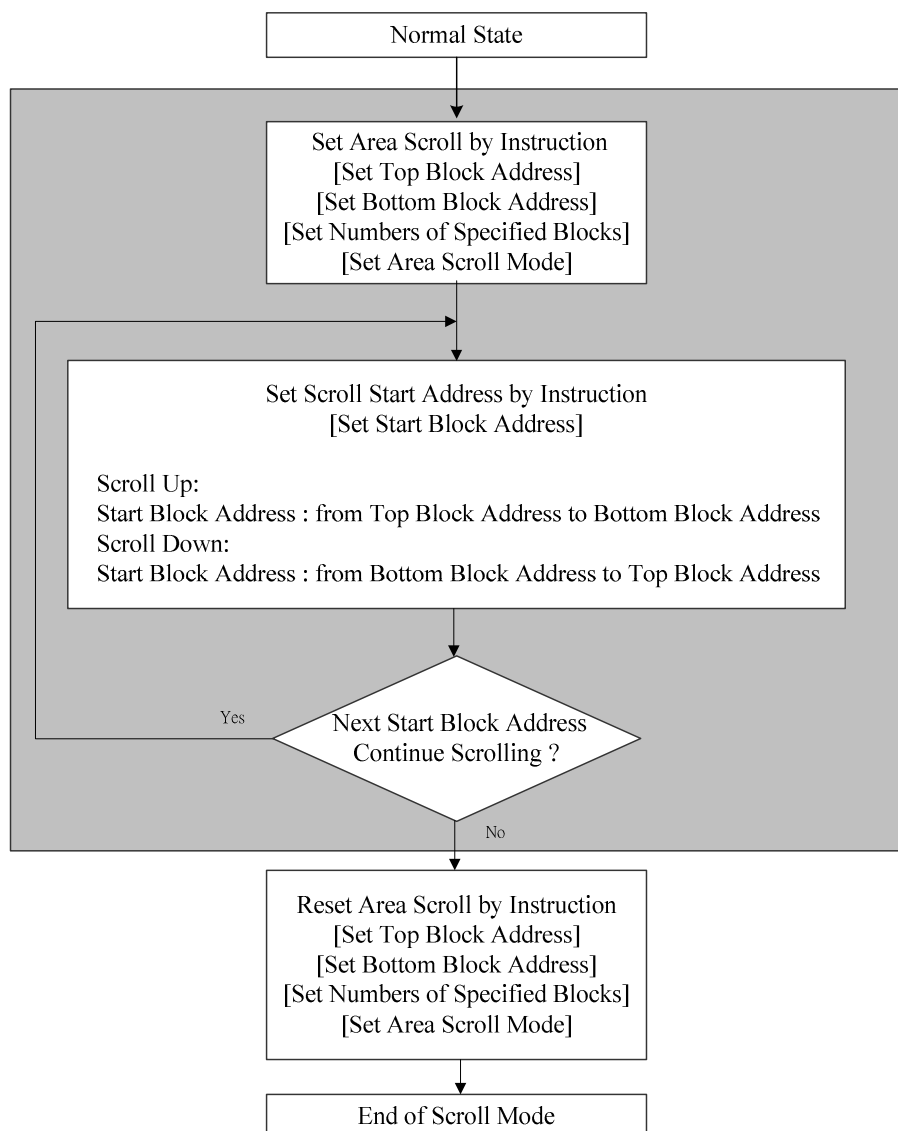 Normal State
Set Area Scroll by Instruction
[Set Top Block Address]
[Set Bottom Block Address]
[Set Numbers of Specified Blocks]
[Set Area Scroll Mode]
Set Scroll Start Address by Instruction
[Set Start Block Address]
Scroll Up:
Start Block Address : from Top Block Address to Bottom Block Address
Scroll Down:
Start Block Address : from Bottom Block Address to Top Block Address
Yes
Next Start Block Address
Continue Scrolling ?
No
Reset Area Scroll by Instruction
[Set Top Block Address]
[Set Bottom Block Address]
[Set Numbers of Specified Blocks]
[Set Area Scroll Mode]
End of Scroll Mode